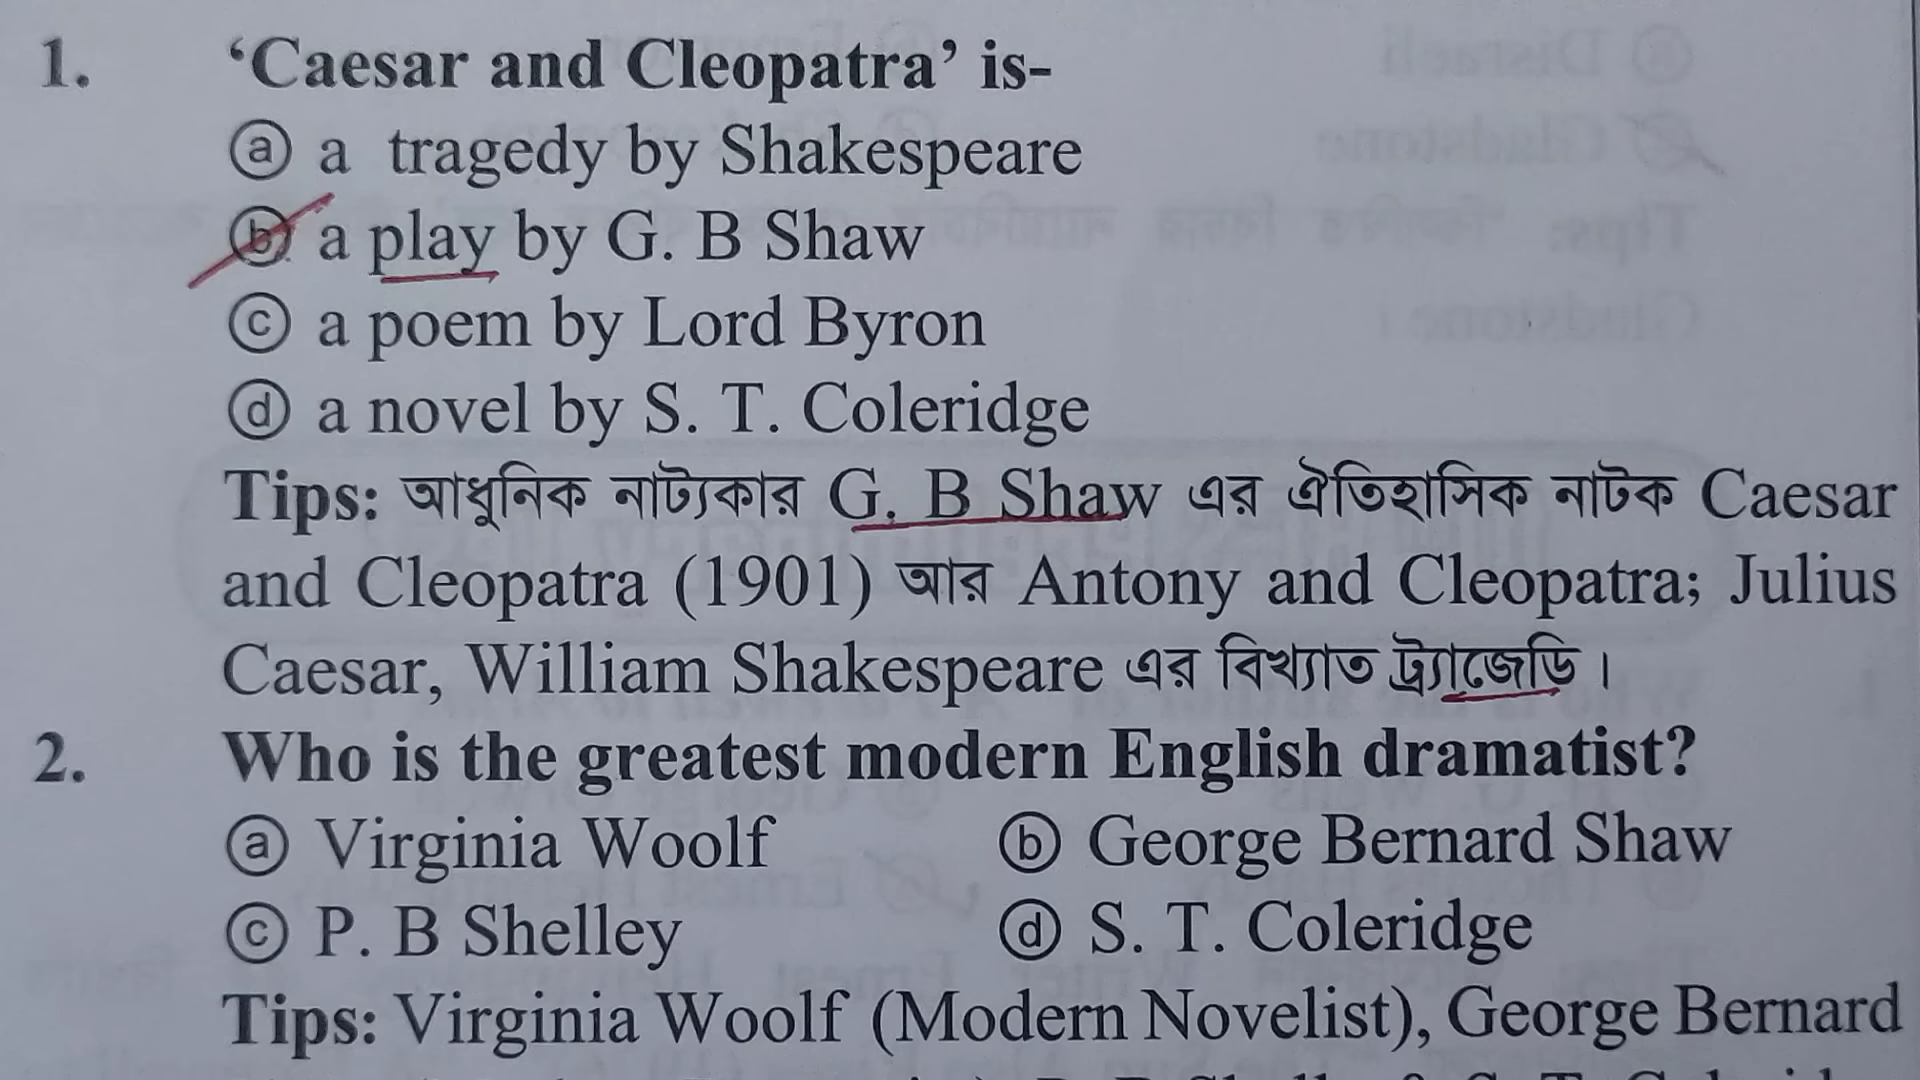 1. ‘Caesar and Cleopatra’ is-
ⓐ a tragedy by Shakespeare
ⓑ a play by G. B Shaw
ⓒ a poem by Lord Byron
ⓓ a novel by S. T. Coleridge
Tips: আধুনিক নাট্যকার G. B Shaw এর ঐতিহাসিক নাটক Caesar
and Cleopatra (1901) আর Antony and Cleopatra; Julius
Caesar, William Shakespeare এর বিখ্যাত ট্র্যাজেডি।
2. Who is the greatest modern English dramatist?
ⓐ Virginia Woolf ⓑ George Bernard Shaw
ⓒ P. B Shelley ⓓ S. T. Coleridge
Tips: Virginia Woolf (Modern Novelist), George Bernard